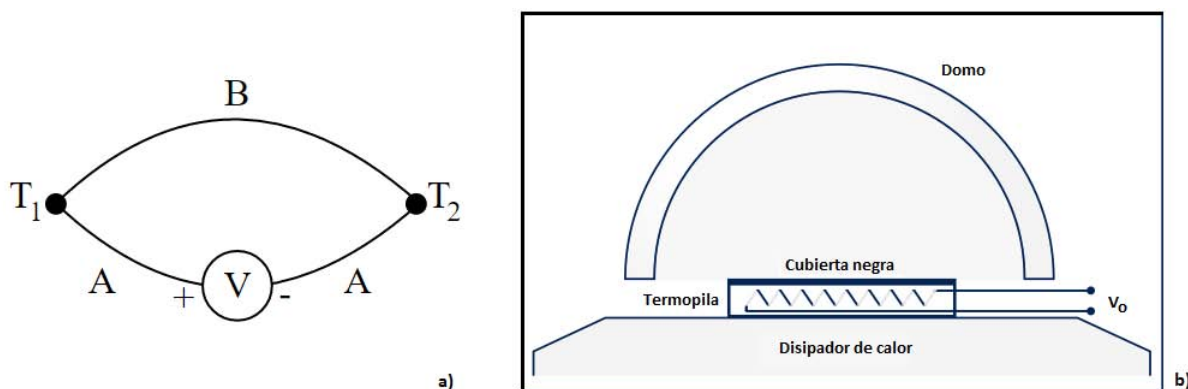 B
T1
T2
A
+
V
-
A
a)
Domo
Cubierta negra
Termopila
Vo
Disipador de calor
b)